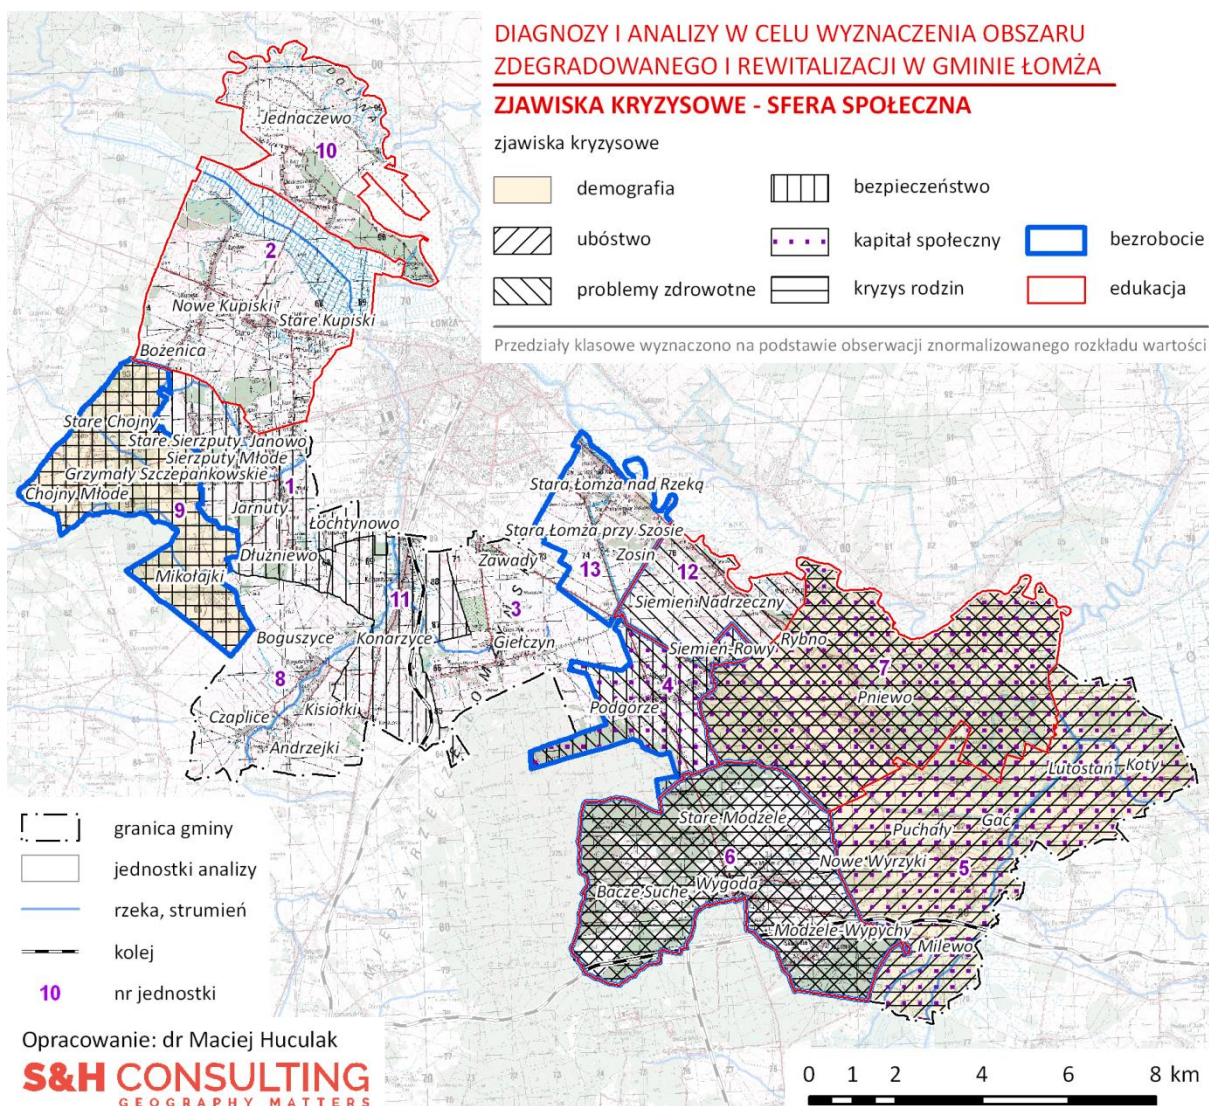 DIAGNOZY I ANALIZY W CELU WYZNACZENIA OBSZARU
ZDEGRADOWANEGO I REWITALIZACJI W GMINIE ŁOMŻA
ZJAWISKA KRYZYSOWE - SFERA SPOŁECZNA
zjawiska kryzysowe
demografia
bezpieczeństwo
ubóstwo
kapitał społeczny
bezrobocie
problemy zdrowotne
kryzys rodzin
edukacja
Przedziały klasowe wyznaczono na podstawie obserwacji znormalizowanego rozkładu wartości
Jednaczewo
10
2
Nowe Kupiski
Stare Kupiski
Bożenica
Stare Chojny
Stare Sierzputy
Janowo
Sierzputy Młode
Grzymały Szczepankowskie
Chojny Młode
1
9
Jarnuty
Łochtynowo
Dłużniewo
Mikołajki
Zawady
11
3
Boguszyce
Konarzyce
Giełczyn
8
Kisiołki
Czaplice
Andrzejki
Stara Łomża nad Rzeką
Stara Łomża przy Szosie
Zosin
13
12
Siemień Nadrzeczny
Rybno
Siemień-Rowy
4
7
Podgórze
Pniewo
Lutostań
Koty
Stare Modzele
Puchały
Gać
6
Nowe Wyrzyki
5
Bacze Suche
Wygoda
Modzele-Wypychy
Milewo
granica gminy
jednostki analizy
rzeka, strumień
kolej
10 nr jednostki
Opracowanie: dr Maciej Huculak
S&H CONSULTING
GEOGRAPHY MATTERS
0 1 2 4 6 8 km